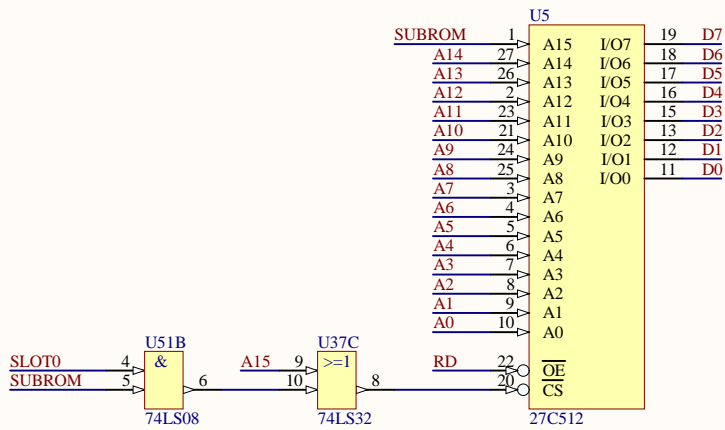 U5
SUBROM 1 A15 I/O7 19 D7
A14 27 A14 I/O6 18 D6
A13 26 A13 I/O5 17 D5
A12 2 A12 I/O4 16 D4
A11 23 A11 I/O3 15 D3
A10 21 A10 I/O2 13 D2
A9 24 A9 I/O1 12 D1
A8 25 A8 I/O0 11 D0
A7 3 A7
A6 4 A6
A5 5 A5
A4 6 A4
A3 7 A3
A2 8 A2
A1 9 A1
A0 10 A0
U51B U37C
SLOT0 4 & A15 9 >=1 RD 22 OE
SUBROM 5 6 10 8 20 CS
74LS08 74LS32 27C512